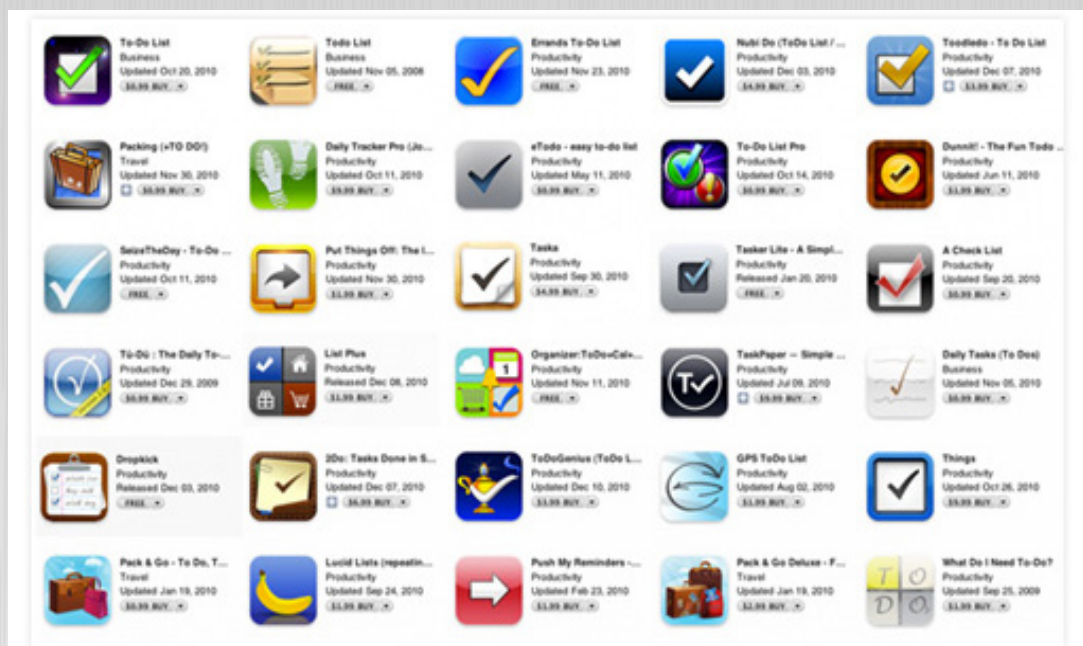 To-Do List
Business
Updated Oct 20, 2010
$0.99 BUY
Todo List
Business
Updated Nov 05, 2008
FREE
Errands To-Do List
Productivity
Updated Nov 23, 2010
FREE
Nubi Do (ToDo List / ...
Productivity
Updated Dec 03, 2010
$4.99 BUY
Toodledo - To Do List
Productivity
Updated Dec 07, 2010
$3.99 BUY
Packing (+TO DO!)
Travel
Updated Nov 30, 2010
$0.99 BUY
Daily Tracker Pro (Jo...
Productivity
Updated Oct 11, 2010
$9.99 BUY
eTodo - easy to-do list
Productivity
Updated May 11, 2010
$0.99 BUY
To-Do List Pro
Productivity
Updated Oct 14, 2010
$0.99 BUY
Dunnit! - The Fun Todo ...
Productivity
Updated Jun 11, 2010
$1.99 BUY
SeizeTheDay - To-Do ...
Productivity
Updated Oct 11, 2010
FREE
Put Things Off: The I...
Productivity
Updated Nov 30, 2010
$1.99 BUY
Taska
Productivity
Updated Sep 30, 2010
$4.99 BUY
Tasker Lite - A Simpl...
Productivity
Released Jan 20, 2010
FREE
A Check List
Productivity
Updated Sep 20, 2010
$0.99 BUY
Tü-Dü : The Daily To-...
Productivity
Updated Dec 29, 2009
$0.99 BUY
List Plus
Productivity
Released Dec 08, 2010
$1.99 BUY
1
Organizer:ToDo+Cal+...
Productivity
Updated Nov 11, 2010
FREE
T
TaskPaper — Simple ...
Productivity
Updated Jul 09, 2010
$9.99 BUY
Daily Tasks (To Dos)
Business
Updated Nov 05, 2010
$0.99 BUY
Dropkick
Productivity
Released Dec 03, 2010
FREE
2Do: Tasks Done in S...
Productivity
Updated Dec 07, 2010
$6.99 BUY
ToDoGenius (ToDo L...
Productivity
Updated Dec 10, 2010
$3.99 BUY
GPS ToDo List
Productivity
Updated Aug 02, 2010
$1.99 BUY
Things
Productivity
Updated Oct 26, 2010
$9.99 BUY
Pack & Go - To Do, T...
Travel
Updated Jan 19, 2010
$0.99 BUY
Lucid Lists (repeatin...
Productivity
Updated Sep 24, 2010
$1.99 BUY
Push My Reminders -...
Productivity
Updated Feb 23, 2010
$1.99 BUY
Pack & Go Deluxe - F...
Travel
Updated Jan 19, 2010
$2.99 BUY
T O
D O
What Do I Need To-Do?
Productivity
Updated Sep 25, 2009
$1.99 BUY